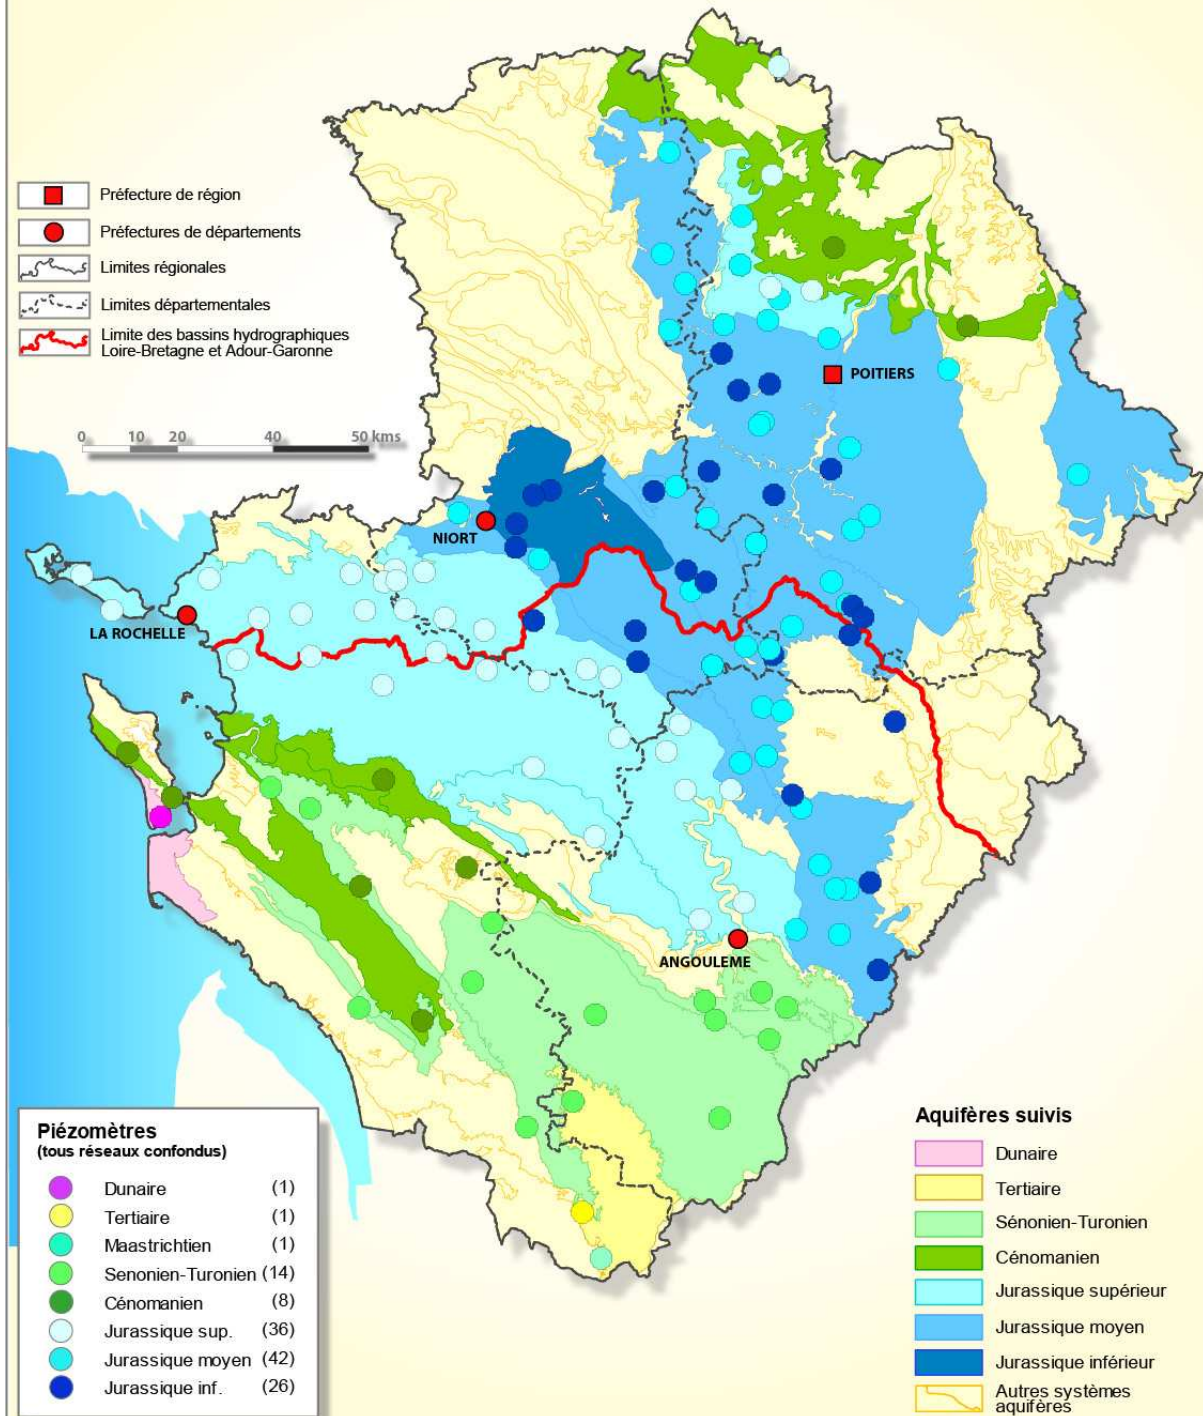 Préfecture de région
Préfectures de départements
Limites régionales
Limites départementales
Limite des bassins hydrographiques
Loire-Bretagne et Adour-Garonne
0 10 20 40 50 kms
POITIERS
NIORT
LA ROCHELLE
ANGOULEME
Piézomètres
(tous réseaux confondus)
Dunaire (1)
Tertiaire (1)
Maastrichtien (1)
Senonien-Turonien (14)
Cénomanien (8)
Jurassique sup. (36)
Jurassique moyen (42)
Jurassique inf. (26)
Aquifères suivis
Dunaire
Tertiaire
Sénonien-Turonien
Cénomanien
Jurassique supérieur
Jurassique moyen
Jurassique inférieur
Autres systèmes
aquifères